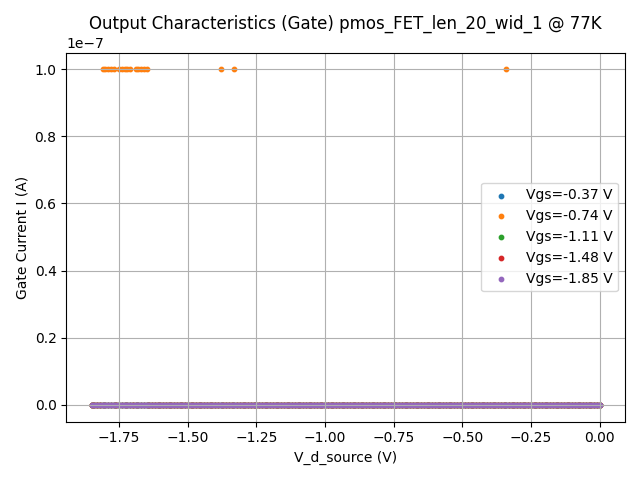 Output Characteristics (Gate) pmos_FET_len_20_wid_1 @ 77K
1e−7
1.0
0.8
0.6
0.4
0.2
0.0
Gate Current I (A)
Vgs=-0.37 V
Vgs=-0.74 V
Vgs=-1.11 V
Vgs=-1.48 V
Vgs=-1.85 V
−1.75 −1.50 −1.25 −1.00 −0.75 −0.50 −0.25 0.00
V_d_source (V)